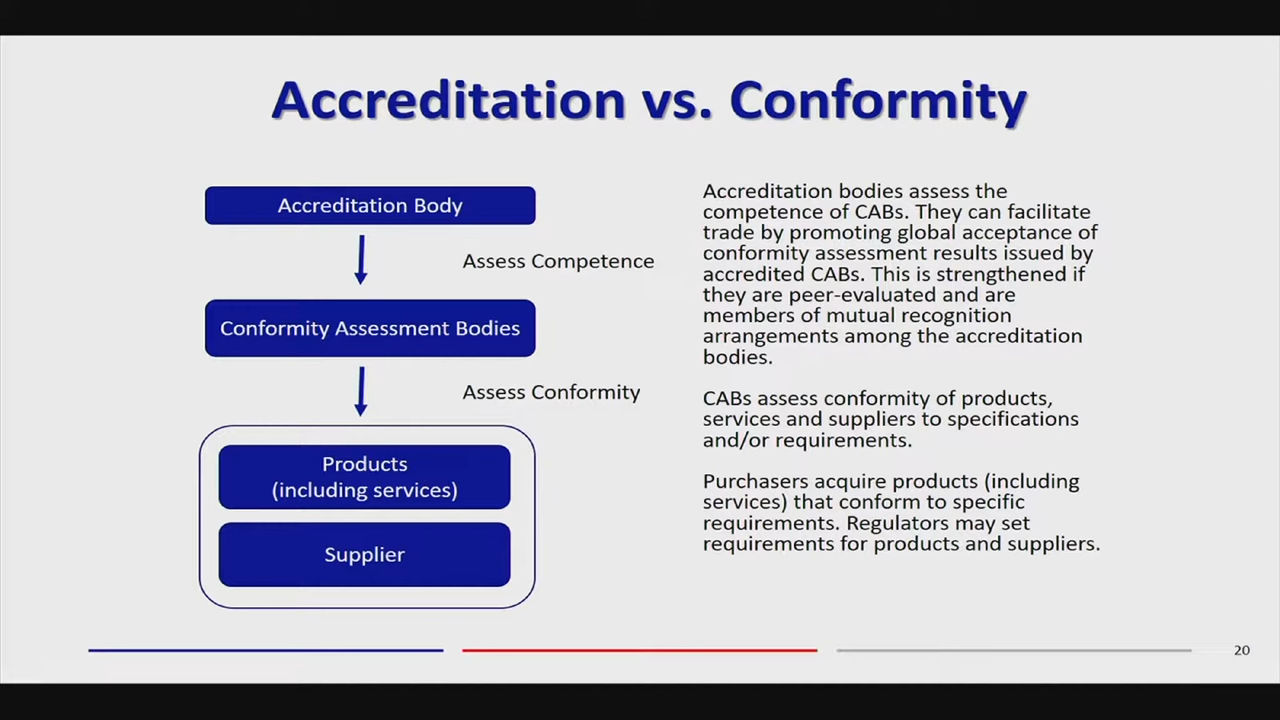 Accreditation vs. Conformity
Accreditation Body
Assess Competence
Conformity Assessment Bodies
Assess Conformity
Products
(including services)
Supplier
Accreditation bodies assess the
competence of CABs. They can facilitate
trade by promoting global acceptance of
conformity assessment results issued by
accredited CABs. This is strengthened if
they are peer-evaluated and are
members of mutual recognition
arrangements among the accreditation
bodies.
CABs assess conformity of products,
services and suppliers to specifications
and/or requirements.
Purchasers acquire products (including
services) that conform to specific
requirements. Regulators may set
requirements for products and suppliers.
20